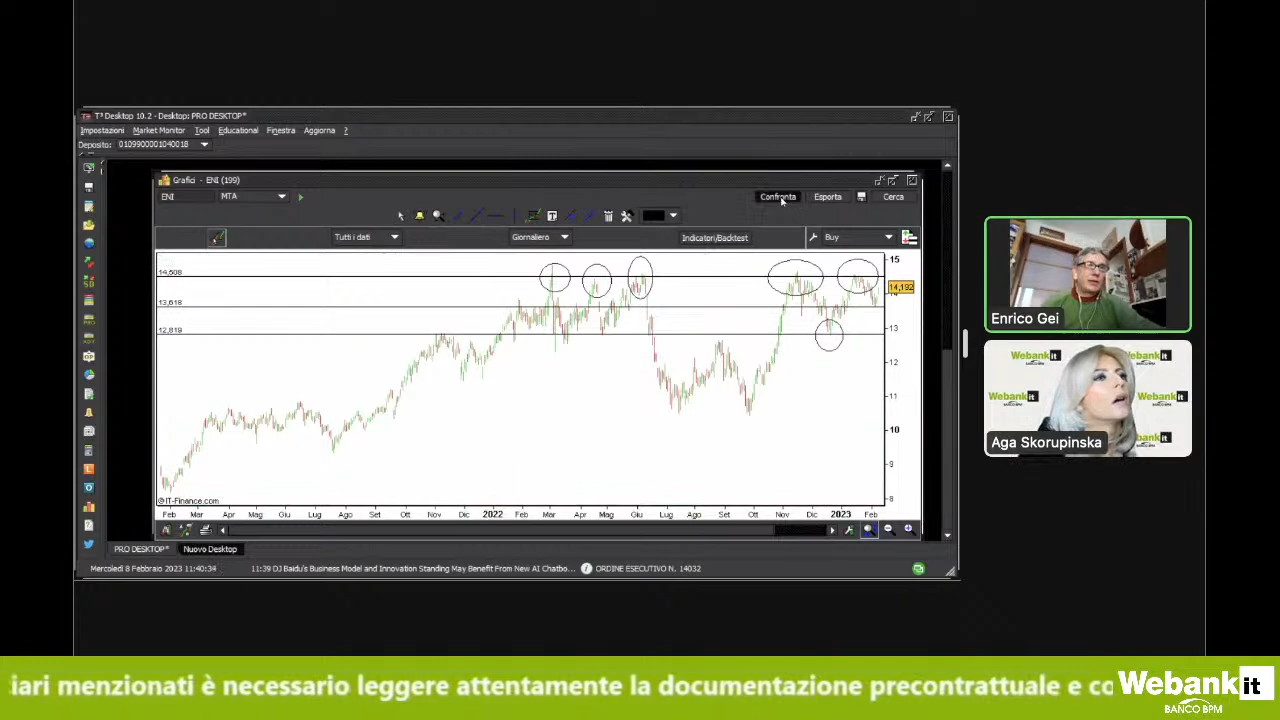 T³ Desktop 10.2 - Desktop: PRO DESKTOP*
Impostazioni Market Monitor Tool Educational Finestra Aggiorna ?
Deposito: 0109900001040018
Grafici - ENI (199)
ENI MTA Confronta Esporta Cerca
Tutti i dati Giornaliero Indicatori/Backtest Buy
15
14,508
14,192
14
13,618
13
12,819
12
11
10
9
8
© IT-Finance.com
Feb Mar Apr Mag Giu Lug Ago Set Ott Nov Dic 2022 Feb Mar Apr Mag Giu Lug Ago Set Ott Nov Dic 2023 Feb
PRO DESKTOP* Nuovo Desktop
Mercoledì 8 Febbraio 2023 11:40:34 11:39 DJ Baidu's Business Model and Innovation Standing May Benefit From New AI Chatbo... ORDINE ESECUTIVO N. 14032
Enrico Gei
Webank
Webank it
Aga Skorupinska
iari menzionati è necessario leggere attentamente la documentazione precontrattuale e co
Webank it
BANCO BPM